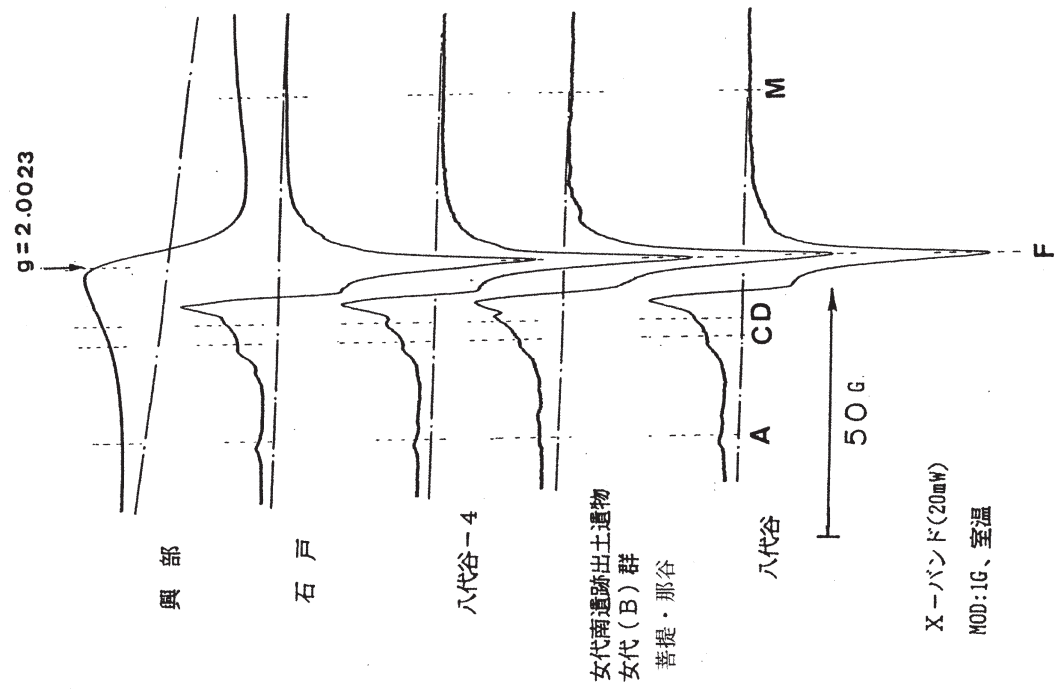 g=2.0023
興部
石戸
八代谷-4
女代南遺跡出土遺物
女代(B)群
菩提・那谷
八代谷
A
C D
F
M
50G
X-バンド(20mW)
MOD:1G、室温